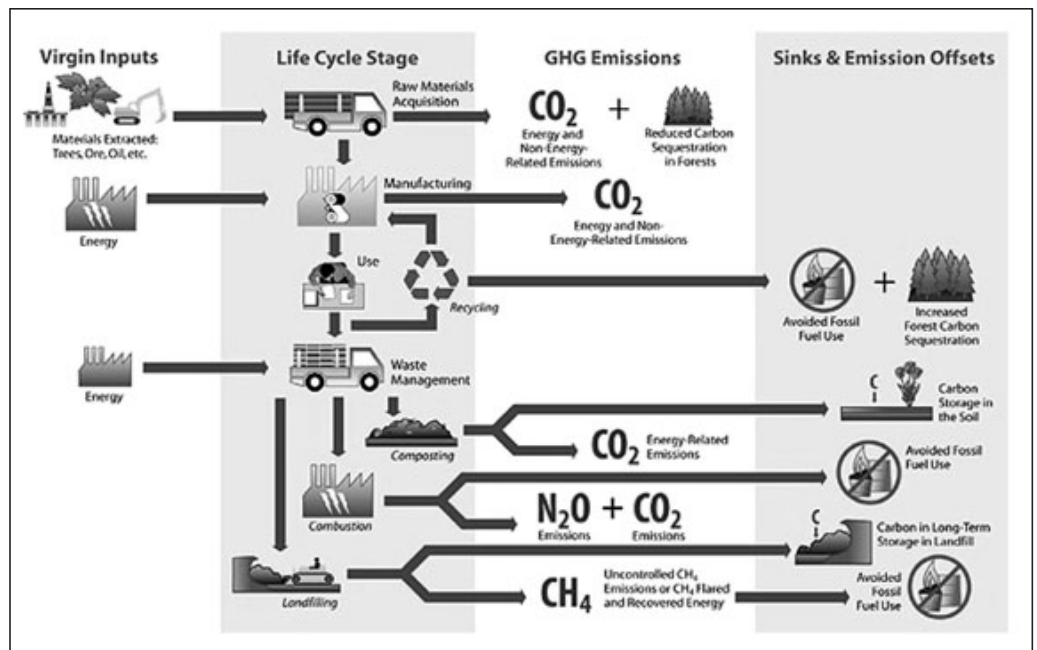 Virgin Inputs
Life Cycle Stage
GHG Emissions
Sinks & Emission Offsets
Materials Extracted:
Trees, Ore, Oil, etc.
Raw Materials
Acquisition
CO2
Energy and
Non-Energy-
Related Emissions
+
Reduced Carbon
Sequestration
in Forests
Energy
Manufacturing
CO2
Energy and Non-
Energy-Related Emissions
Use
Recycling
Avoided Fossil
Fuel Use
+
Increased
Forest Carbon
Sequestration
Energy
Waste
Management
Composting
C
Carbon
Storage in
the Soil
CO2
Energy-Related
Emissions
Combustion
Avoided Fossil
Fuel Use
N2O + CO2
Emissions
Emissions
Landfilling
C
Carbon in Long-Term
Storage in Landfill
CH4
Uncontrolled CH4
Emissions or CH4 Flared
and Recovered Energy
Avoided
Fossil
Fuel Use